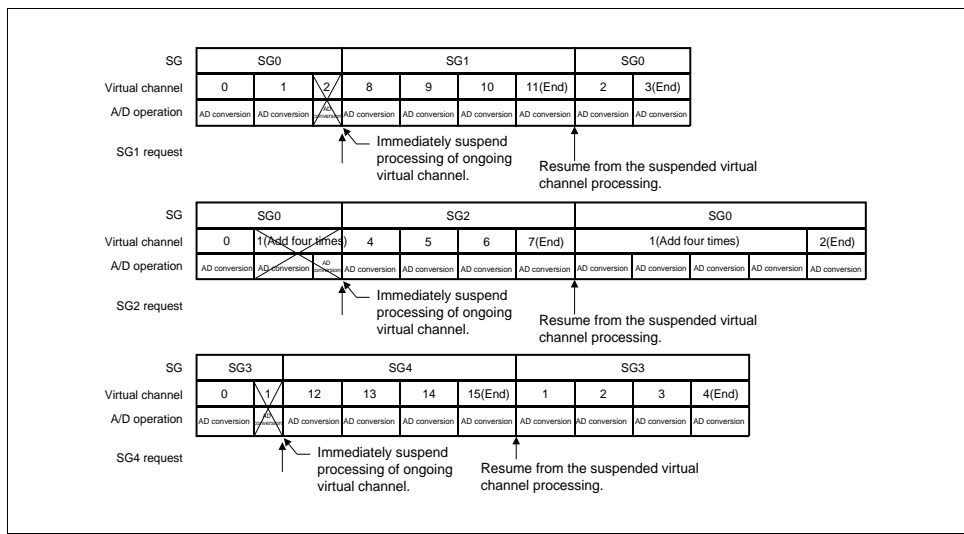 SG SG0 SG1 SG0
Virtual channel 0 1 2 8 9 10 11(End) 2 3(End)
A/D operation AD conversion AD conversion AD conversion AD conversion AD conversion AD conversion AD conversion AD conversion AD conversion
SG1 request
Immediately suspend
processing of ongoing
virtual channel.
Resume from the suspended virtual
channel processing.
SG SG0 SG2 SG0
Virtual channel 0 1(Add four times) 4 5 6 7(End) 1(Add four times) 2(End)
A/D operation AD conversion AD conversion AD conversion AD conversion AD conversion AD conversion AD conversion AD conversion AD conversion AD conversion AD conversion AD conversion
SG2 request
Immediately suspend
processing of ongoing
virtual channel.
Resume from the suspended virtual
channel processing.
SG SG3 SG4 SG3
Virtual channel 0 1 12 13 14 15(End) 1 2 3 4(End)
A/D operation AD conversion AD conversion AD conversion AD conversion AD conversion AD conversion AD conversion AD conversion AD conversion AD conversion
SG4 request
Immediately suspend
processing of ongoing
virtual channel.
Resume from the suspended virtual
channel processing.